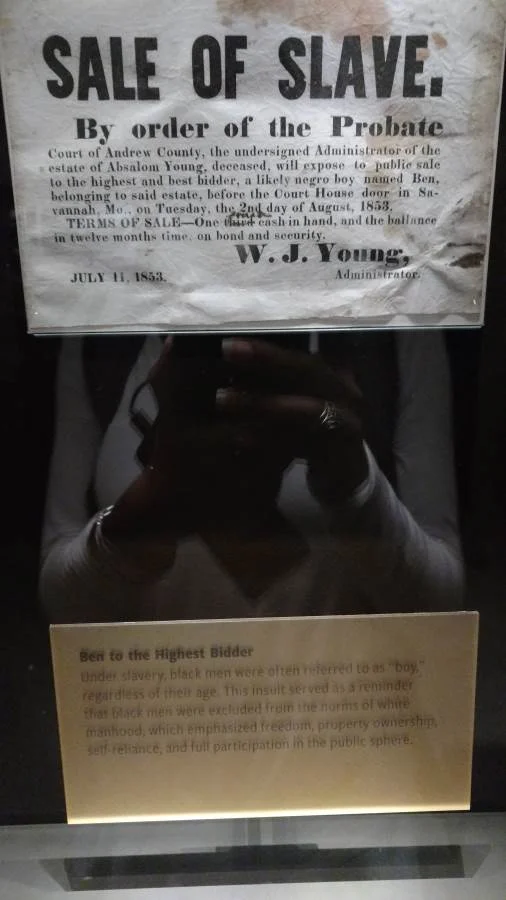 SALE OF SLAVE.
By order of the Probate
Court of Andrew County, the undersigned Administrator of the
estate of Absalom Young, deceased, will expose to public sale
to the highest and best bidder, a likely negro boy named Ben,
belonging to said estate, before the Court House door in Sa-
vannah, Mo., on Tuesday, the 2nd day of August, 1853.
TERMS OF SALE—One third cash in hand, and the ballance
in twelve months time, on bond and security.
W. J. Young,
JULY 11, 1853. Administrator.
Ben to the Highest Bidder
Under slavery, black men were often referred to as "boy,"
regardless of their age. This insult served as a reminder
that black men were excluded from the norms of white
manhood, which emphasized freedom, property ownership,
self-reliance, and full participation in the public sphere.